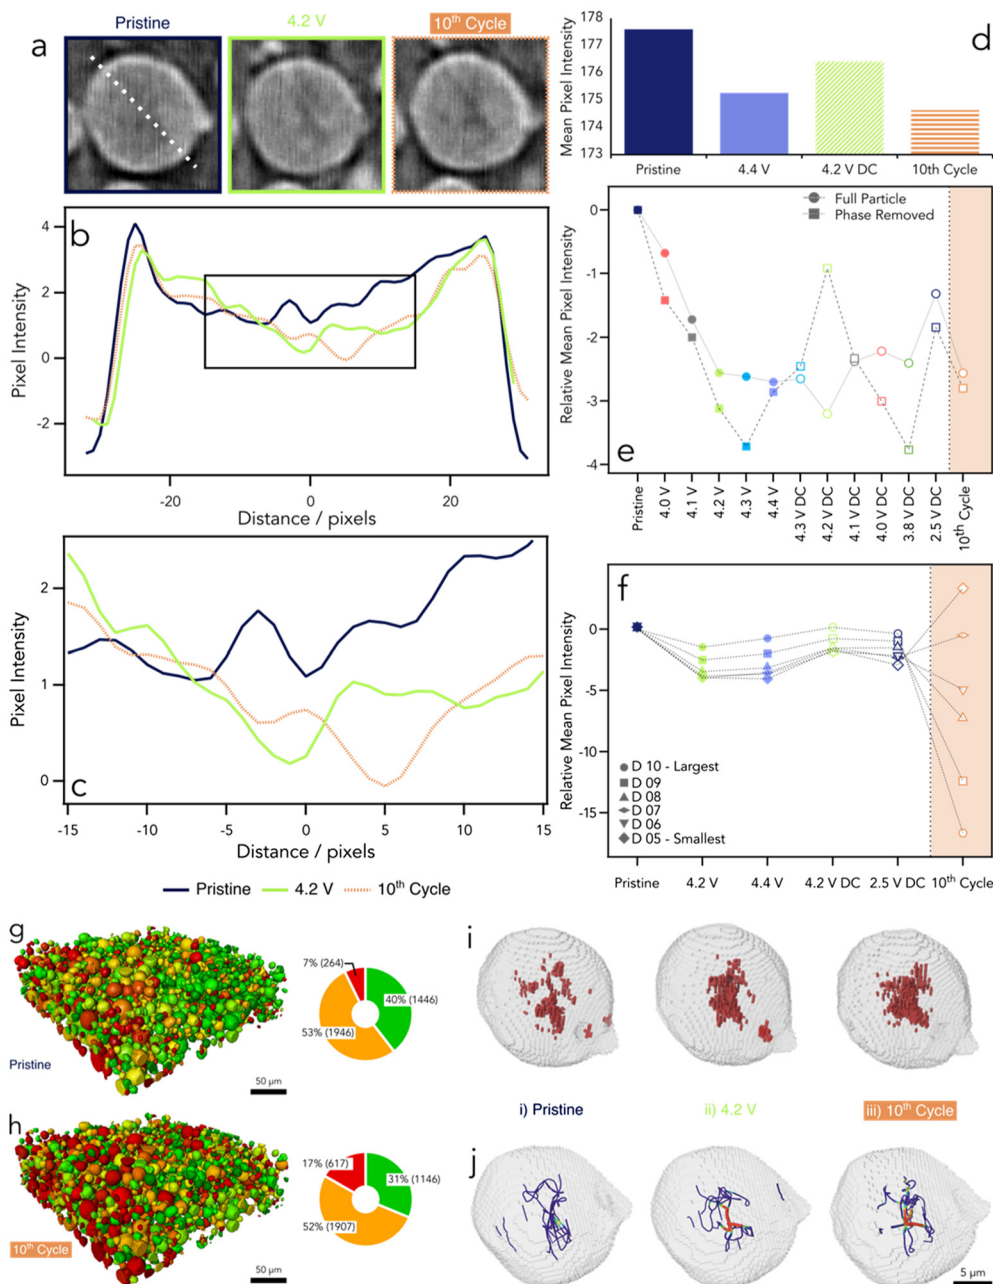 a
Pristine
4.2 V
10th Cycle
d
Mean Pixel Intensity
178
177
176
175
174
173
Pristine
4.4 V
4.2 V DC
10th Cycle
b
Pixel Intensity
4
2
0
-2
-20
0
20
Distance / pixels
e
Relative Mean Pixel Intensity
0
-1
-2
-3
-4
Full Particle
Phase Removed
Pristine
4.0 V
4.1 V
4.2 V
4.3 V
4.4 V
4.3 V DC
4.2 V DC
4.1 V DC
4.0 V DC
3.8 V DC
2.5 V DC
10th Cycle
c
Pixel Intensity
2
1
0
-15
-10
-5
0
5
10
15
Distance / pixels
Pristine
4.2 V
10th Cycle
f
Relative Mean Pixel Intensity
0
-5
-10
-15
D 10 - Largest
D 09
D 08
D 07
D 06
D 05 - Smallest
Pristine
4.2 V
4.4 V
4.2 V DC
2.5 V DC
10th Cycle
g
Pristine
50 µm
7% (264)
40% (1446)
53% (1946)
h
10th Cycle
50 µm
17% (617)
31% (1146)
52% (1907)
i
i) Pristine
ii) 4.2 V
iii) 10th Cycle
j
5 µm